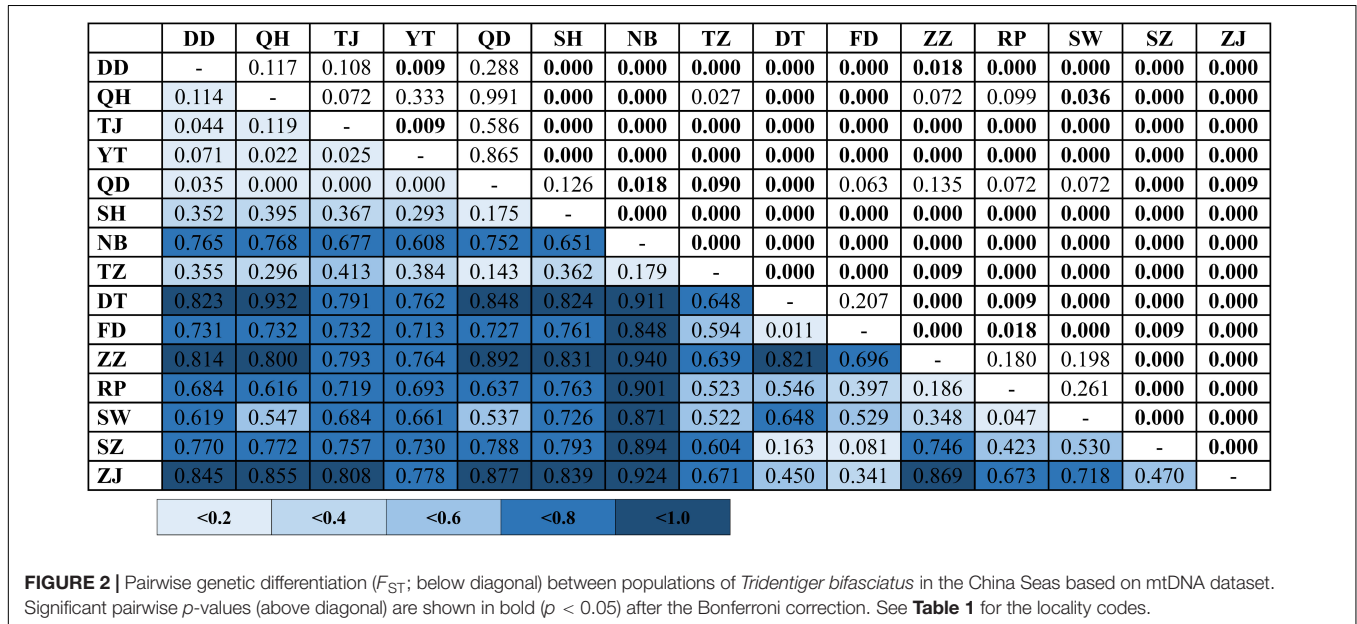 DD QH TJ YT QD SH NB TZ DT FD ZZ RP SW SZ ZJ
DD - 0.117 0.108 0.009 0.288 0.000 0.000 0.000 0.000 0.000 0.018 0.000 0.000 0.000 0.000
QH 0.114 - 0.072 0.333 0.991 0.000 0.000 0.027 0.000 0.000 0.072 0.099 0.036 0.000 0.000
TJ 0.044 0.119 - 0.009 0.586 0.000 0.000 0.000 0.000 0.000 0.000 0.000 0.000 0.000 0.000
YT 0.071 0.022 0.025 - 0.865 0.000 0.000 0.000 0.000 0.000 0.000 0.000 0.000 0.000 0.000
QD 0.035 0.000 0.000 0.000 - 0.126 0.018 0.090 0.000 0.063 0.135 0.072 0.072 0.000 0.009
SH 0.352 0.395 0.367 0.293 0.175 - 0.000 0.000 0.000 0.000 0.000 0.000 0.000 0.000 0.000
NB 0.765 0.768 0.677 0.608 0.752 0.651 - 0.000 0.000 0.000 0.000 0.000 0.000 0.000 0.000
TZ 0.355 0.296 0.413 0.384 0.143 0.362 0.179 - 0.000 0.000 0.009 0.000 0.000 0.000 0.000
DT 0.823 0.932 0.791 0.762 0.848 0.824 0.911 0.648 - 0.207 0.000 0.009 0.000 0.000 0.000
FD 0.731 0.732 0.732 0.713 0.727 0.761 0.848 0.594 0.011 - 0.000 0.018 0.000 0.009 0.000
ZZ 0.814 0.800 0.793 0.764 0.892 0.831 0.940 0.639 0.821 0.696 - 0.180 0.198 0.000 0.000
RP 0.684 0.616 0.719 0.693 0.637 0.763 0.901 0.523 0.546 0.397 0.186 - 0.261 0.000 0.000
SW 0.619 0.547 0.684 0.661 0.537 0.726 0.871 0.522 0.648 0.529 0.348 0.047 - 0.000 0.000
SZ 0.770 0.772 0.757 0.730 0.788 0.793 0.894 0.604 0.163 0.081 0.746 0.423 0.530 - 0.000
ZJ 0.845 0.855 0.808 0.778 0.877 0.839 0.924 0.671 0.450 0.341 0.869 0.673 0.718 0.470 -
<0.2 <0.4 <0.6 <0.8 <1.0
FIGURE 2 | Pairwise genetic differentiation (FST; below diagonal) between populations of Tridentiger bifasciatus in the China Seas based on mtDNA dataset.
Significant pairwise p-values (above diagonal) are shown in bold (p < 0.05) after the Bonferroni correction. See Table 1 for the locality codes.